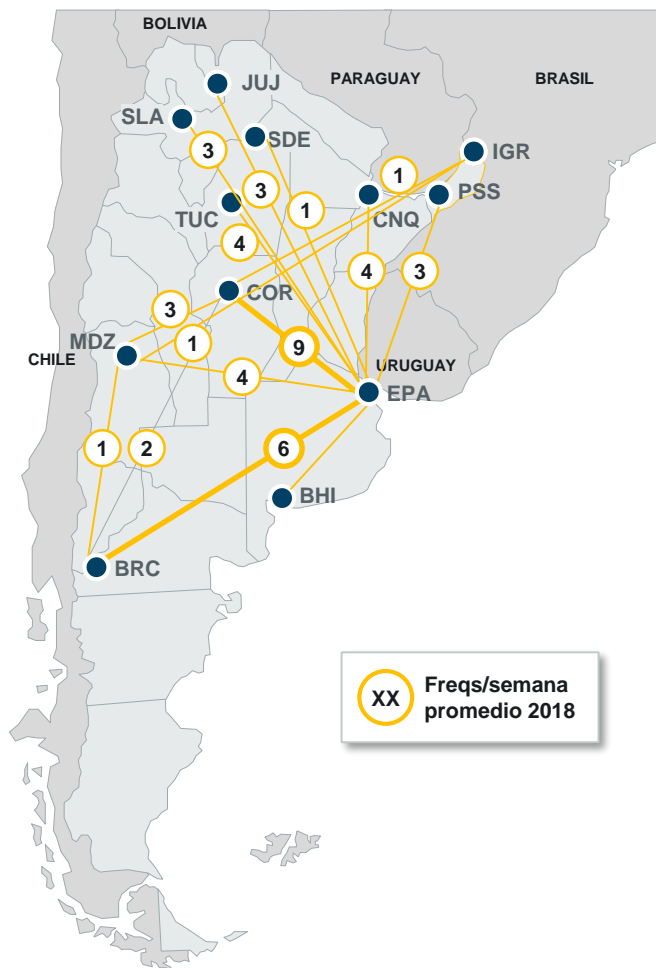 BOLIVIA
JUJ
PARAGUAY
BRASIL
SLA
SDE
3
IGR
1
3
PSS
1
TUC
CNQ
4
4
3
COR
3
MDZ
1
9
CHILE
URUGUAY
4
EPA
1
2
6
BHI
BRC
XX
Freqs/semana
promedio 2018